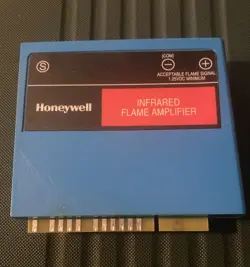 (COM)
Ⓢ
⊖ ⊕
ACCEPTABLE FLAME SIGNAL
1.25VDC MINIMUM
Honeywell
INFRARED
FLAME AMPLIFIER